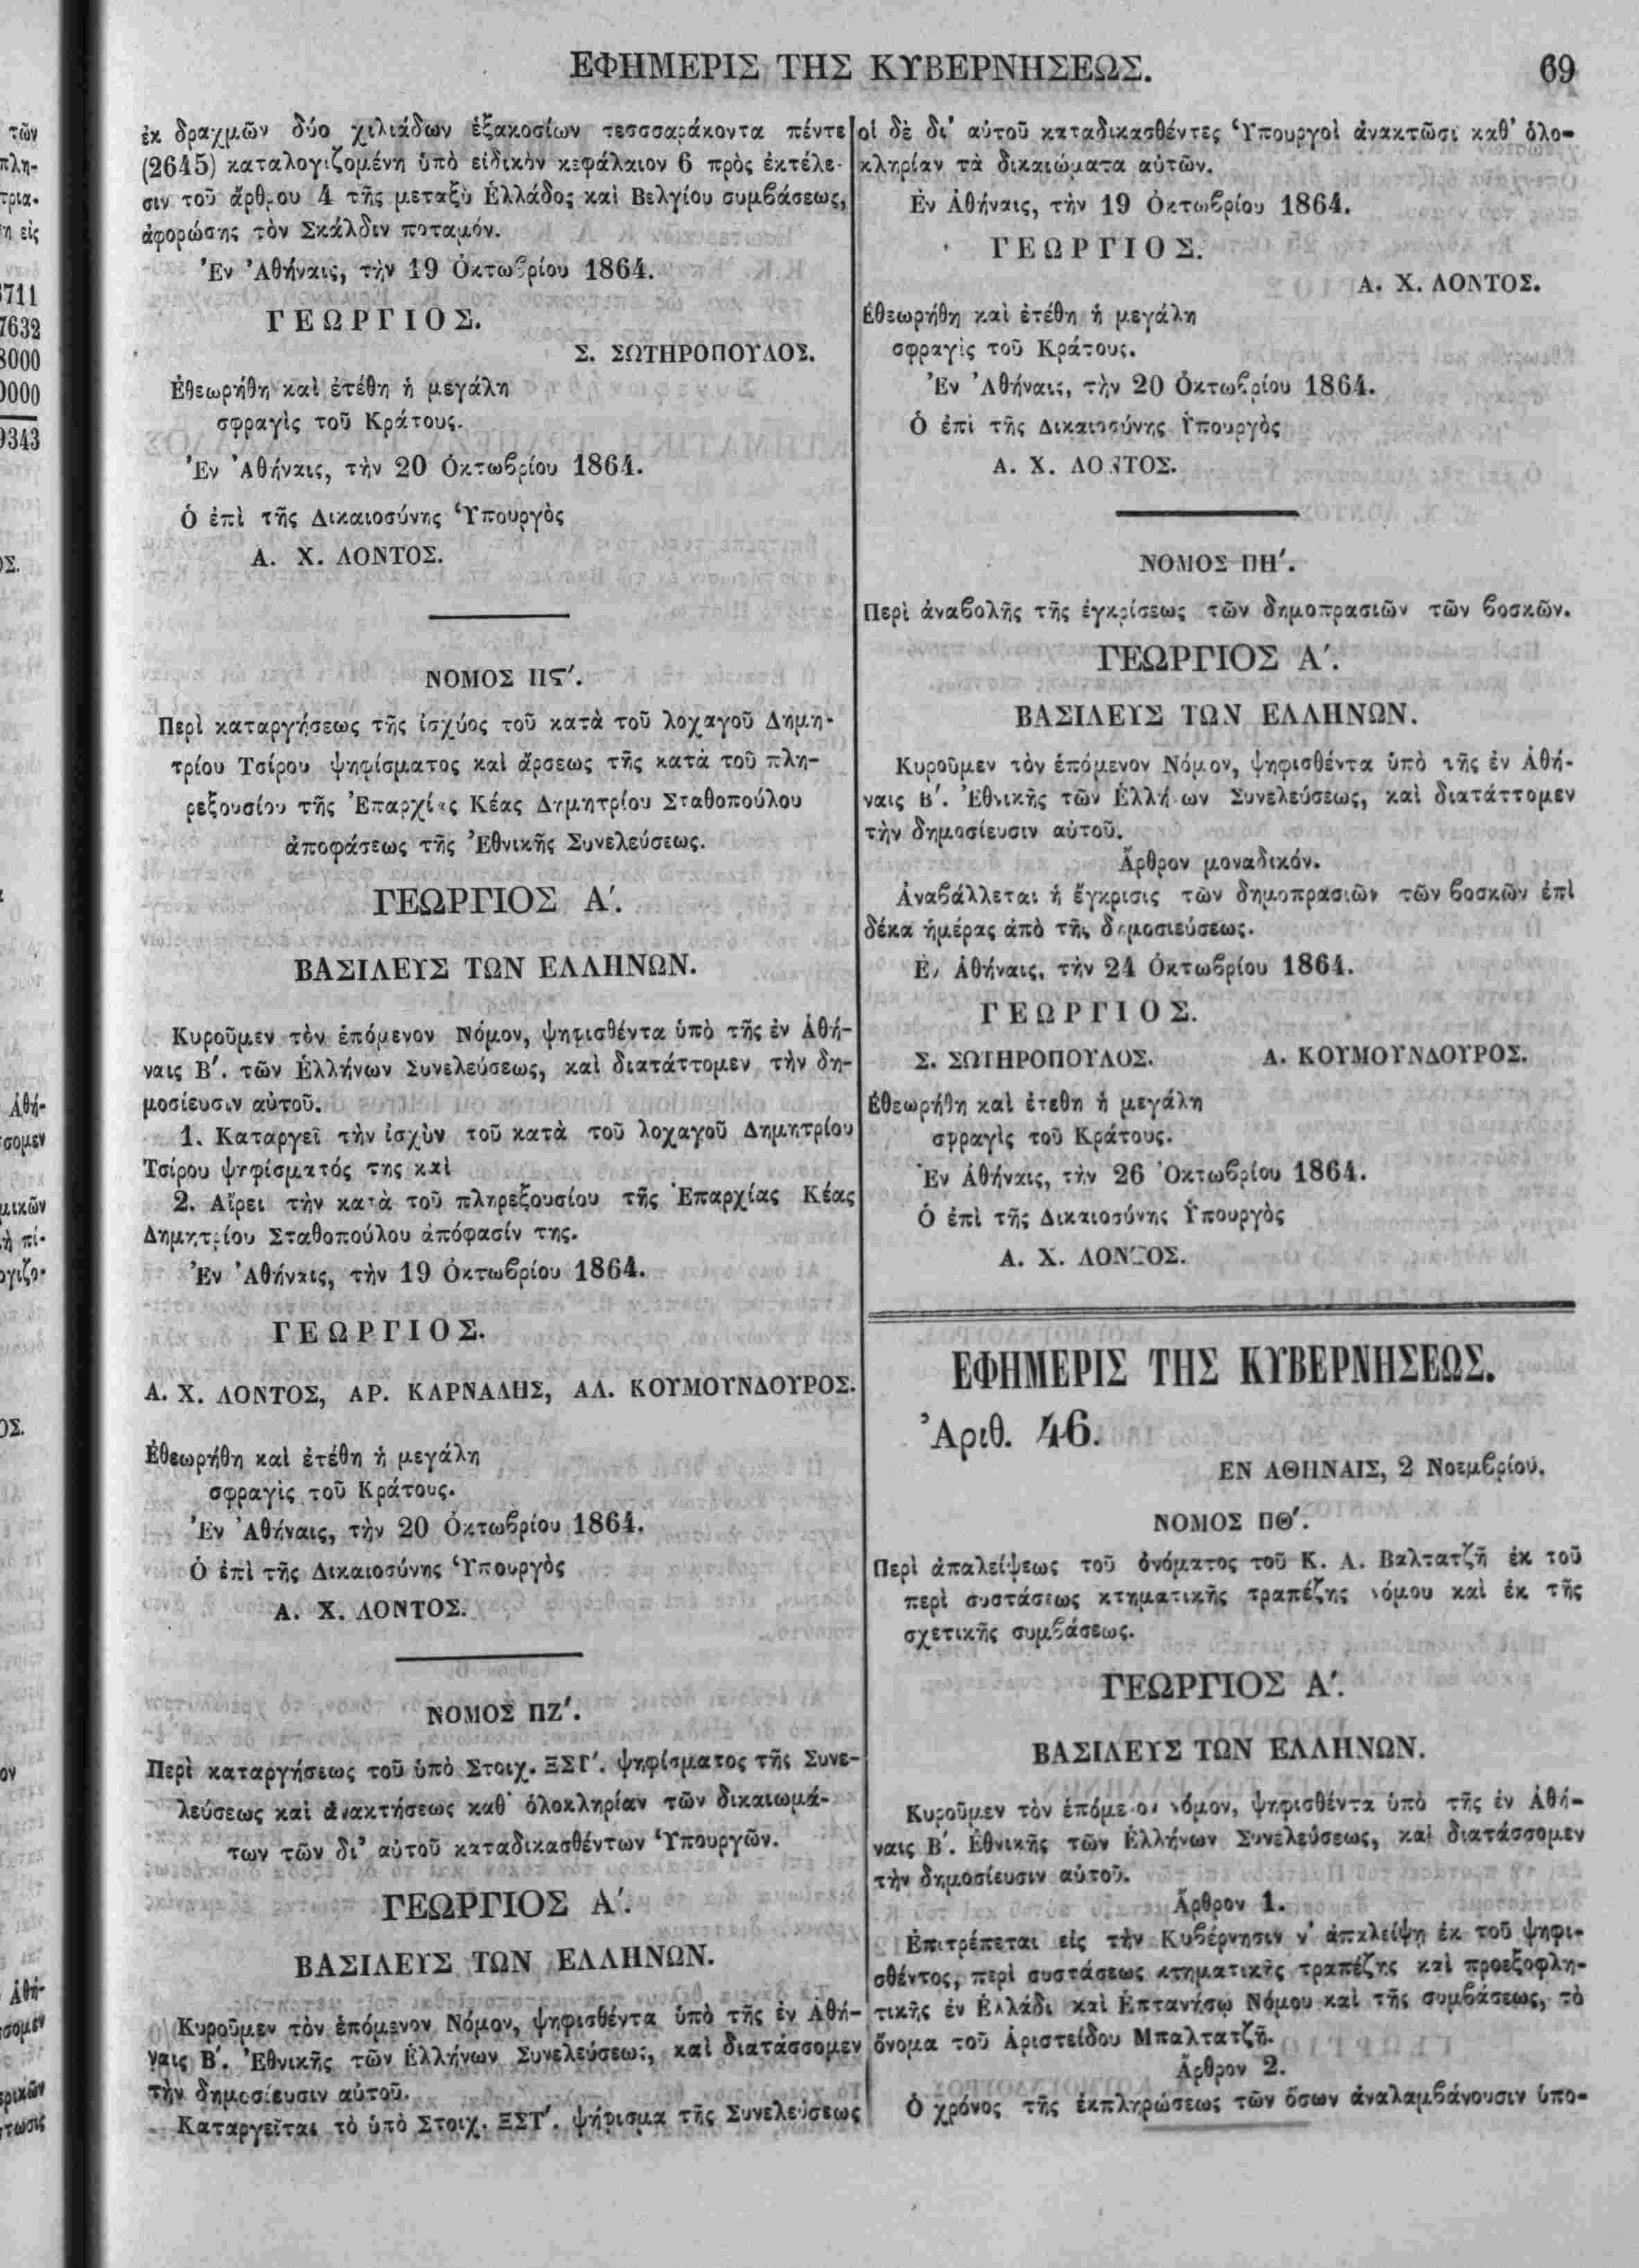 ΕΦΗΜΕΡΙΣ ΤΗΣ ΚΥΒΕΡΝΗΣΕΩΣ.
69
ἐκ δραχμῶν δύο χιλιάδων ἑξακοσίων τεσσσαράκοντα πέντε
(2645) καταλογιζομένη ὑπὸ εἰδικὸν κεφάλαιον 6 πρὸς ἐκτέλε-
σιν τοῦ ἄρθρου 4 τῆς μεταξὺ Ἑλλάδος καὶ Βελγίου συμβάσεως,
ἀφορώσης τὸν Σκάλδιν ποταμόν.
Ἐν Ἀθήναις, τὴν 19 Ὀκτωβρίου 1864.
ΓΕΩΡΓΙΟΣ.
Σ. ΣΩΤΗΡΟΠΟΥΛΟΣ.
Ἐθεωρήθη καὶ ἐτέθη ἡ μεγάλη
σφραγὶς τοῦ Κράτους.
Ἐν Ἀθήναις, τὴν 20 Ὀκτωβρίου 1864.
Ὁ ἐπὶ τῆς Δικαιοσύνης Ὑπουργὸς
Α. Χ. ΛΟΝΤΟΣ.
ΝΟΜΟΣ ΠϚ′.
Περὶ καταργήσεως τῆς ἰσχύος τοῦ κατὰ τοῦ λοχαγοῦ Δημη-
τρίου Τσίρου ψηφίσματος καὶ ἄρσεως τῆς κατὰ τοῦ πλη-
ρεξουσίου τῆς Ἐπαρχίας Κέας Δημητρίου Σταθοπούλου
ἀποφάσεως τῆς Ἐθνικῆς Συνελεύσεως.
ΓΕΩΡΓΙΟΣ Α′.
ΒΑΣΙΛΕΥΣ ΤΩΝ ΕΛΛΗΝΩΝ.
Κυροῦμεν τὸν ἑπόμενον Νόμον, ψηφισθέντα ὑπὸ τῆς ἐν Ἀθή-
ναις Β′. τῶν Ἑλλήνων Συνελεύσεως, καὶ διατάττομεν τὴν δη-
μοσίευσιν αὐτοῦ.
1. Καταργεῖ τὴν ἰσχὺν τοῦ κατὰ τοῦ λοχαγοῦ Δημητρίου
Τσίρου ψηφίσματός της καὶ
2. Αἴρει τὴν κατὰ τοῦ πληρεξουσίου τῆς Ἐπαρχίας Κέας
Δημητρίου Σταθοπούλου ἀπόφασίν της.
Ἐν Ἀθήναις, τὴν 19 Ὀκτωβρίου 1864.
ΓΕΩΡΓΙΟΣ.
Α. Χ. ΛΟΝΤΟΣ, ΑΡ. ΚΑΡΝΑΛΗΣ, ΑΛ. ΚΟΥΜΟΥΝΔΟΥΡΟΣ.
Ἐθεωρήθη καὶ ἐτέθη ἡ μεγάλη
σφραγὶς τοῦ Κράτους.
Ἐν Ἀθήναις, τὴν 20 Ὀκτωβρίου 1864.
Ὁ ἐπὶ τῆς Δικαιοσύνης Ὑπουργὸς
Α. Χ. ΛΟΝΤΟΣ.
ΝΟΜΟΣ ΠΖ′.
Περὶ καταργήσεως τοῦ ὑπὸ Στοιχ. ΞΣΤ′. ψηφίσματος τῆς Συνε-
λεύσεως καὶ ἀνακτήσεως καθ' ὁλοκληρίαν τῶν δικαιωμά-
των τῶν δι' αὐτοῦ καταδικασθέντων Ὑπουργῶν.
ΓΕΩΡΓΙΟΣ Α′.
ΒΑΣΙΛΕΥΣ ΤΩΝ ΕΛΛΗΝΩΝ.
Κυροῦμεν τὸν ἑπόμενον Νόμον, ψηφισθέντα ὑπὸ τῆς ἐν Ἀθή-
ναις Β′. Ἐθνικῆς τῶν Ἑλλήνων Συνελεύσεως, καὶ διατάσσομεν
τὴν δημοσίευσιν αὐτοῦ.
Καταργεῖται τὸ ὑπὸ Στοιχ. ΞΣΤ′. ψήφισμα τῆς Συνελεύσεως
οἱ δὲ δι' αὐτοῦ καταδικασθέντες Ὑπουργοὶ ἀνακτῶσι καθ' ὁλο-
κληρίαν τὰ δικαιώματα αὐτῶν.
Ἐν Ἀθήναις, τὴν 19 Ὀκτωβρίου 1864.
ΓΕΩΡΓΙΟΣ.
Α. Χ. ΛΟΝΤΟΣ.
Ἐθεωρήθη καὶ ἐτέθη ἡ μεγάλη
σφραγὶς τοῦ Κράτους.
Ἐν Ἀθήναις, τὴν 20 Ὀκτωβρίου 1864.
Ὁ ἐπὶ τῆς Δικαιοσύνης Ὑπουργὸς
Α. Χ. ΛΟΝΤΟΣ.
ΝΟΜΟΣ ΠΗ′.
Περὶ ἀναβολῆς τῆς ἐγκρίσεως τῶν δημοπρασιῶν τῶν βοσκῶν.
ΓΕΩΡΓΙΟΣ Α′.
ΒΑΣΙΛΕΥΣ ΤΩΝ ΕΛΛΗΝΩΝ.
Κυροῦμεν τὸν ἑπόμενον Νόμον, ψηφισθέντα ὑπὸ τῆς ἐν Ἀθή-
ναις Β′. Ἐθνικῆς τῶν Ἑλλήνων Συνελεύσεως, καὶ διατάττομεν
τὴν δημοσίευσιν αὐτοῦ.
Ἄρθρον μοναδικόν.
Ἀναβάλλεται ἡ ἔγκρισις τῶν δημοπρασιῶν τῶν βοσκῶν ἐπὶ
δέκα ἡμέρας ἀπὸ τῆς δημοσιεύσεως.
Ἐν Ἀθήναις, τὴν 24 Ὀκτωβρίου 1864.
ΓΕΩΡΓΙΟΣ.
Σ. ΣΩΤΗΡΟΠΟΥΛΟΣ. Α. ΚΟΥΜΟΥΝΔΟΥΡΟΣ.
Ἐθεωρήθη καὶ ἐτέθη ἡ μεγάλη
σφραγὶς τοῦ Κράτους.
Ἐν Ἀθήναις, τὴν 26 Ὀκτωβρίου 1864.
Ὁ ἐπὶ τῆς Δικαιοσύνης Ὑπουργὸς
Α. Χ. ΛΟΝΤΟΣ.
ΕΦΗΜΕΡΙΣ ΤΗΣ ΚΥΒΕΡΝΗΣΕΩΣ.
Ἀριθ. 46.
ΕΝ ΑΘΗΝΑΙΣ, 2 Νοεμβρίου.
ΝΟΜΟΣ ΠΘ′.
Περὶ ἀπαλείψεως τοῦ ὀνόματος τοῦ Κ. Α. Βαλτατζῆ ἐκ τοῦ
περὶ συστάσεως κτηματικῆς τραπέζης νόμου καὶ ἐκ τῆς
σχετικῆς συμβάσεως.
ΓΕΩΡΓΙΟΣ Α′.
ΒΑΣΙΛΕΥΣ ΤΩΝ ΕΛΛΗΝΩΝ.
Κυροῦμεν τὸν ἑπόμενον νόμον, ψηφισθέντα ὑπὸ τῆς ἐν Ἀθή-
ναις Β′. Ἐθνικῆς τῶν Ἑλλήνων Συνελεύσεως, καὶ διατάσσομεν
τὴν δημοσίευσιν αὐτοῦ.
Ἄρθρον 1.
Ἐπιτρέπεται εἰς τὴν Κυβέρνησιν ν' ἀπαλείψῃ ἐκ τοῦ ψηφι-
σθέντος, περὶ συστάσεως κτηματικῆς τραπέζης καὶ προεξοφλη-
τικῆς ἐν Ἑλλάδι καὶ Ἑπτανήσῳ Νόμου καὶ τῆς συμβάσεως, τὸ
ὄνομα τοῦ Ἀριστείδου Μπαλτατζῆ.
Ἄρθρον 2.
Ὁ χρόνος τῆς ἐκπληρώσεως τῶν ὅσων ἀναλαμβάνουσιν ὑπο-